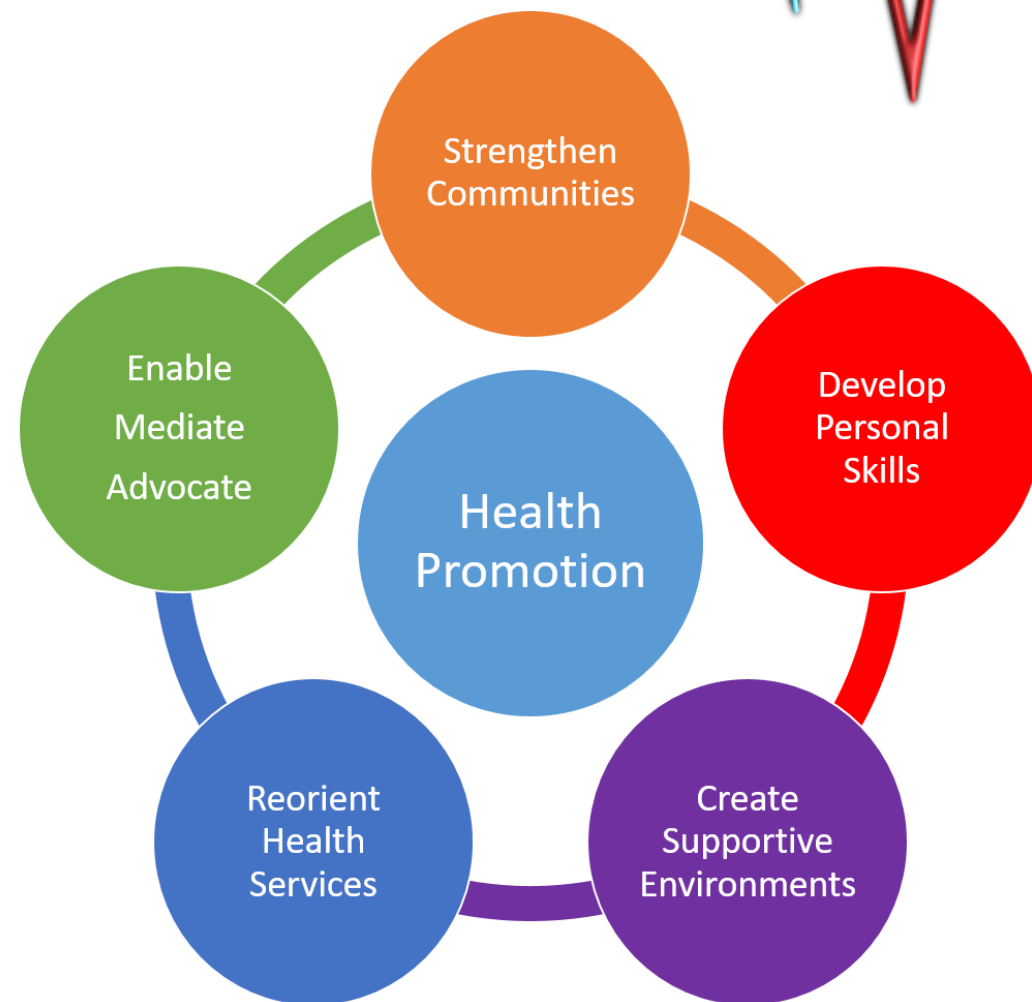 Strengthen
Communities
Enable
Mediate
Advocate
Develop
Personal
Skills
Health
Promotion
Reorient
Health
Services
Create
Supportive
Environments